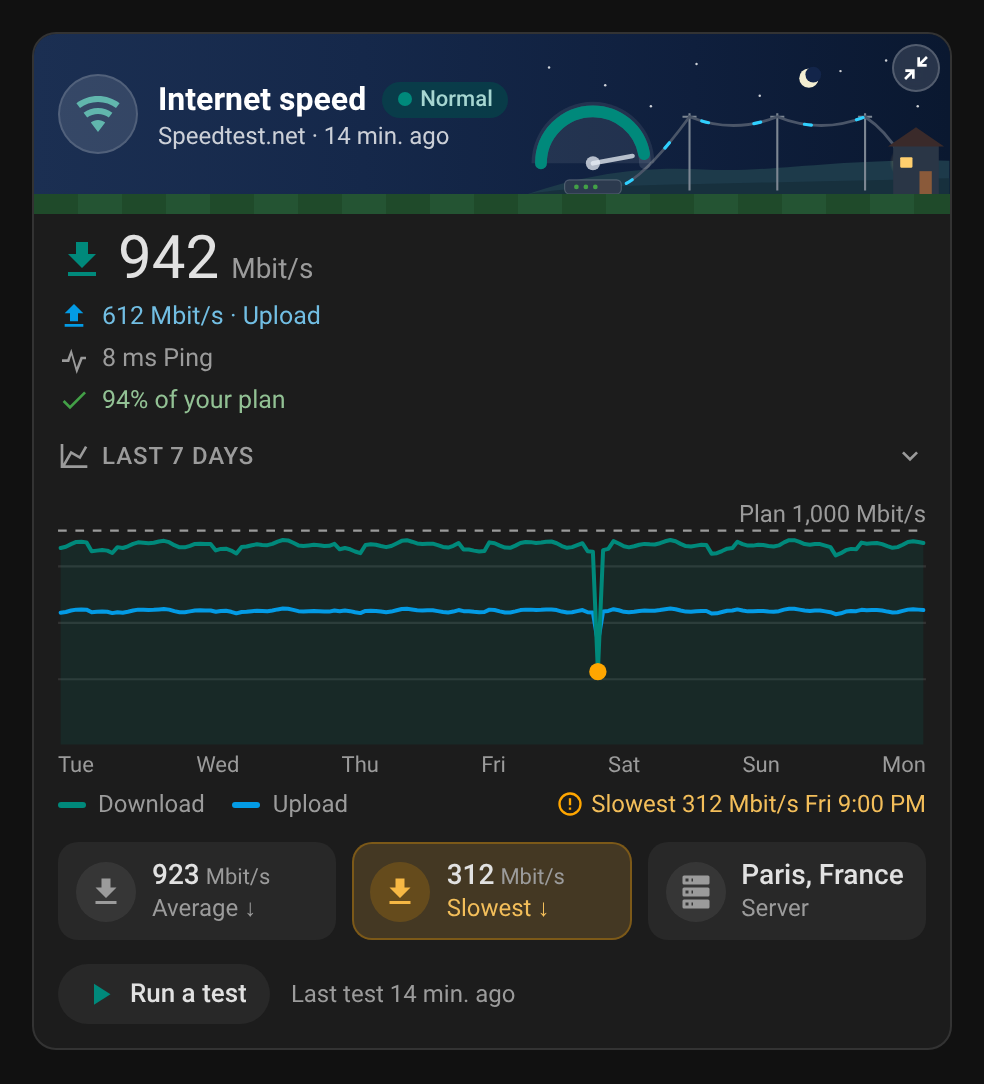 Internet speed
Normal
Speedtest.net · 14 min. ago
942 Mbit/s
612 Mbit/s · Upload
8 ms Ping
94% of your plan
LAST 7 DAYS
Plan 1,000 Mbit/s
Tue Wed Thu Fri Sat Sun Mon
Download Upload
Slowest 312 Mbit/s Fri 9:00 PM
923 Mbit/s
Average ↓
312 Mbit/s
Slowest ↓
Paris, France
Server
Run a test
Last test 14 min. ago